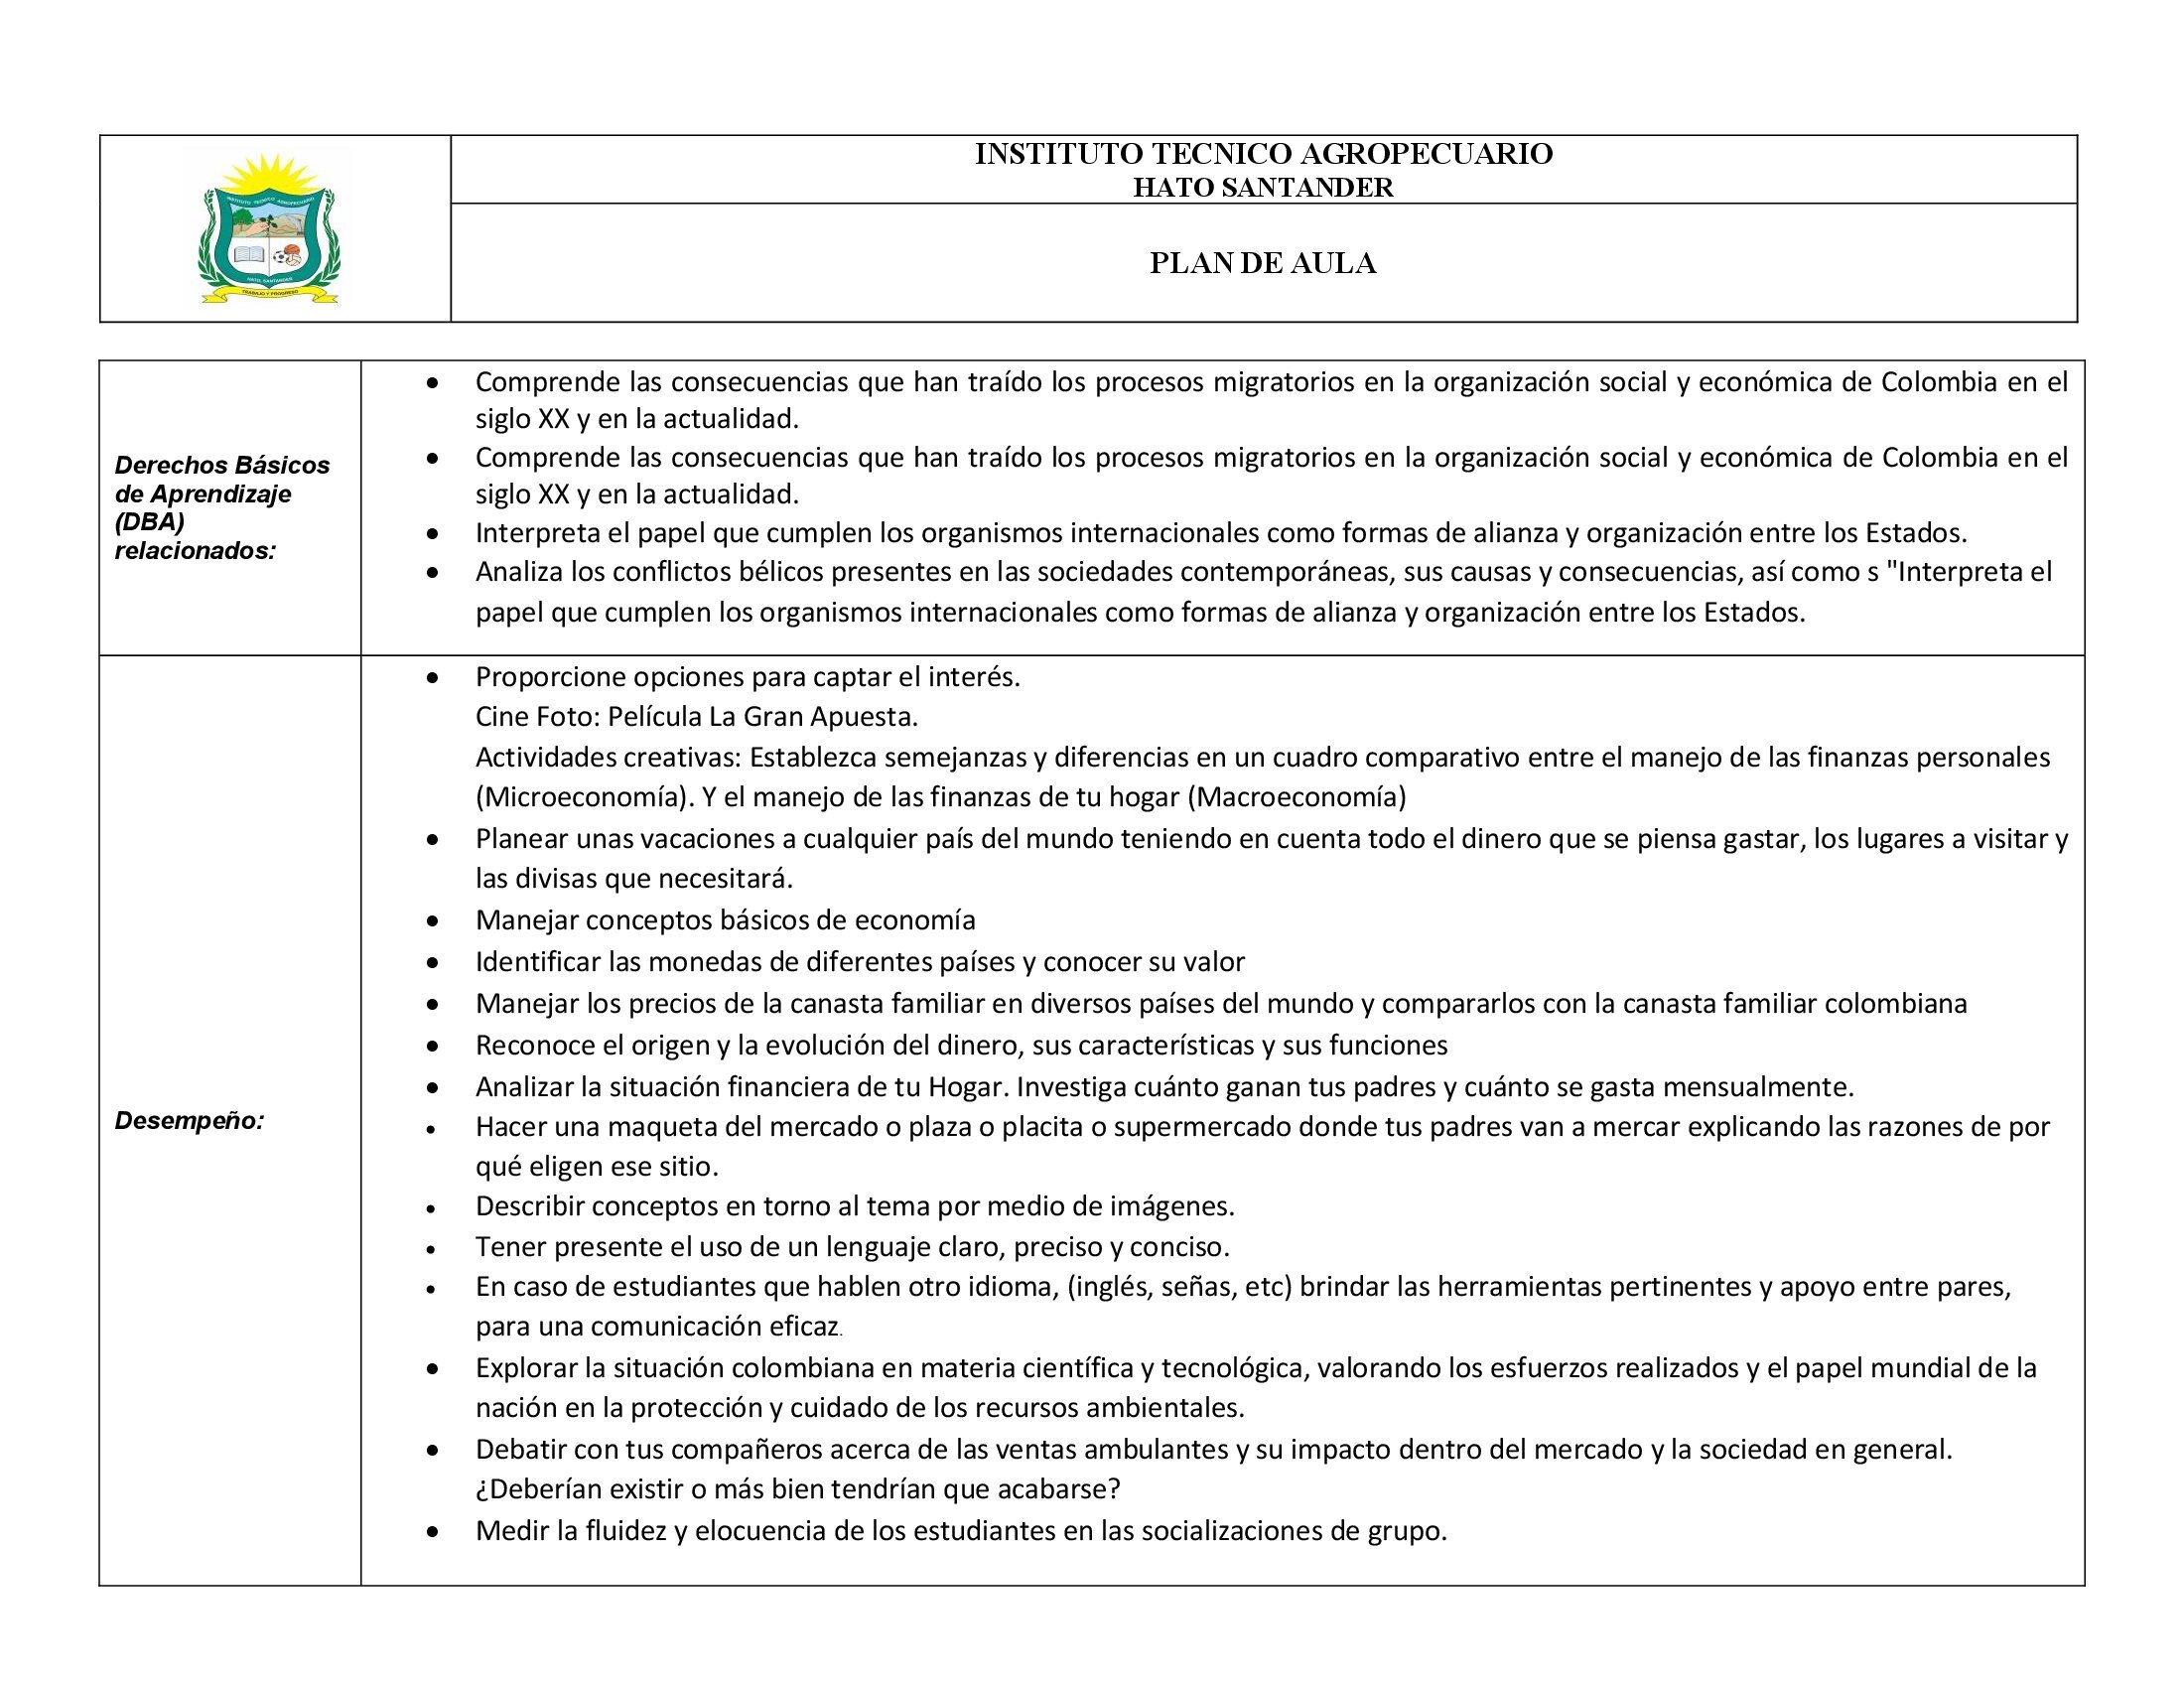 INSTITUTO TECNICO AGROPECUARIO
HATO SANTANDER
PLAN DE AULA
INSTITUTO TECNICO AGROPECUARIO
HATO SANTANDER
TRABAJO Y PROGRESO
Derechos Básicos
de Aprendizaje
(DBA)
relacionados:
• Comprende las consecuencias que han traído los procesos migratorios en la organización social y económica de Colombia en el
siglo XX y en la actualidad.
• Comprende las consecuencias que han traído los procesos migratorios en la organización social y económica de Colombia en el
siglo XX y en la actualidad.
• Interpreta el papel que cumplen los organismos internacionales como formas de alianza y organización entre los Estados.
• Analiza los conflictos bélicos presentes en las sociedades contemporáneas, sus causas y consecuencias, así como s "Interpreta el
papel que cumplen los organismos internacionales como formas de alianza y organización entre los Estados.
Desempeño:
• Proporcione opciones para captar el interés.
Cine Foto: Película La Gran Apuesta.
Actividades creativas: Establezca semejanzas y diferencias en un cuadro comparativo entre el manejo de las finanzas personales
(Microeconomía). Y el manejo de las finanzas de tu hogar (Macroeconomía)
• Planear unas vacaciones a cualquier país del mundo teniendo en cuenta todo el dinero que se piensa gastar, los lugares a visitar y
las divisas que necesitará.
• Manejar conceptos básicos de economía
• Identificar las monedas de diferentes países y conocer su valor
• Manejar los precios de la canasta familiar en diversos países del mundo y compararlos con la canasta familiar colombiana
• Reconoce el origen y la evolución del dinero, sus características y sus funciones
• Analizar la situación financiera de tu Hogar. Investiga cuánto ganan tus padres y cuánto se gasta mensualmente.
• Hacer una maqueta del mercado o plaza o placita o supermercado donde tus padres van a mercar explicando las razones de por
qué eligen ese sitio.
• Describir conceptos en torno al tema por medio de imágenes.
• Tener presente el uso de un lenguaje claro, preciso y conciso.
• En caso de estudiantes que hablen otro idioma, (inglés, señas, etc) brindar las herramientas pertinentes y apoyo entre pares,
para una comunicación eficaz.
• Explorar la situación colombiana en materia científica y tecnológica, valorando los esfuerzos realizados y el papel mundial de la
nación en la protección y cuidado de los recursos ambientales.
• Debatir con tus compañeros acerca de las ventas ambulantes y su impacto dentro del mercado y la sociedad en general.
¿Deberían existir o más bien tendrían que acabarse?
• Medir la fluidez y elocuencia de los estudiantes en las socializaciones de grupo.